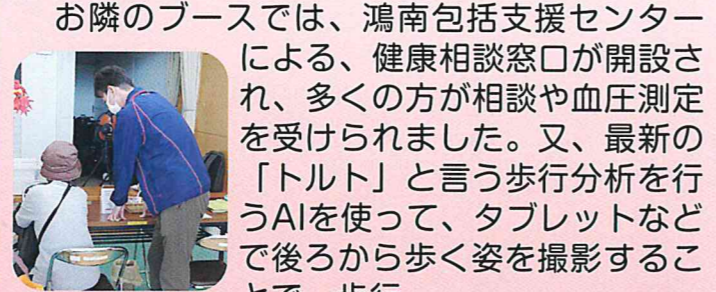 お隣のブースでは、鴻南包括支援センター
による、健康相談窓口が開設さ
れ、多くの方が相談や血圧測定
を受けられました。又、最新の
「トルト」と言う歩行分析を行
うAIを使って、タブレットなど
で後ろから歩く姿を撮影するこ
とで、歩行